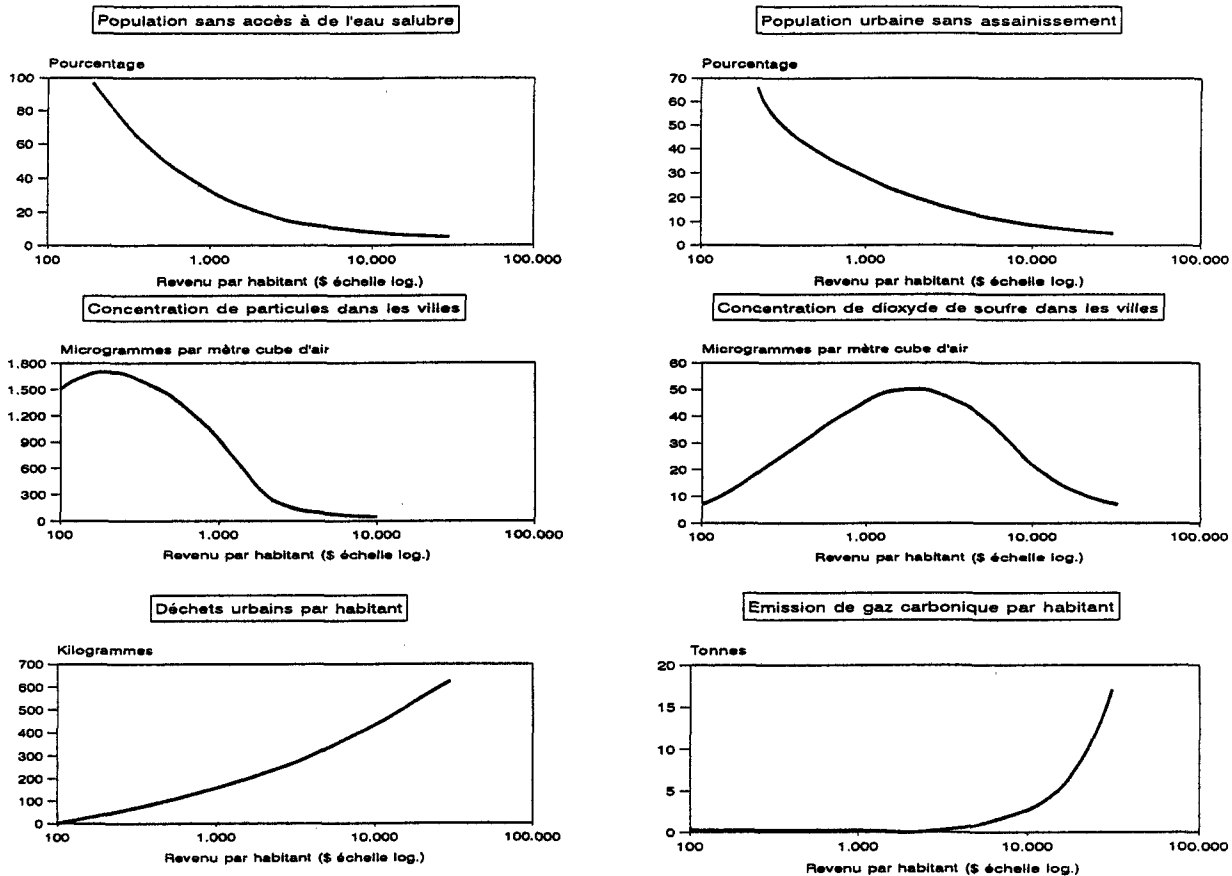 Population sans accès à de l'eau salubre
Pourcentage
100
80
60
40
20
0
100 1.000 10.000 100.000
Revenu par habitant ($ échelle log.)
Population urbaine sans assainissement
Pourcentage
70
60
50
40
30
20
10
0
100 1.000 10.000 100.000
Revenu par habitant ($ échelle log.)
Concentration de particules dans les villes
Microgrammes par mètre cube d'air
1.800
1.500
1.200
900
600
300
0
100 1.000 10.000 100.000
Revenu par habitant ($ échelle log.)
Concentration de dioxyde de soufre dans les villes
Microgrammes par mètre cube d'air
60
50
40
30
20
10
0
100 1.000 10.000 100.000
Revenu par habitant ($ échelle log.)
Déchets urbains par habitant
Kilogrammes
700
600
500
400
300
200
100
0
100 1.000 10.000 100.000
Revenu par habitant ($ échelle log.)
Emission de gaz carbonique par habitant
Tonnes
20
15
10
5
0
100 1.000 10.000 100.000
Revenu par habitant ($ échelle log.)